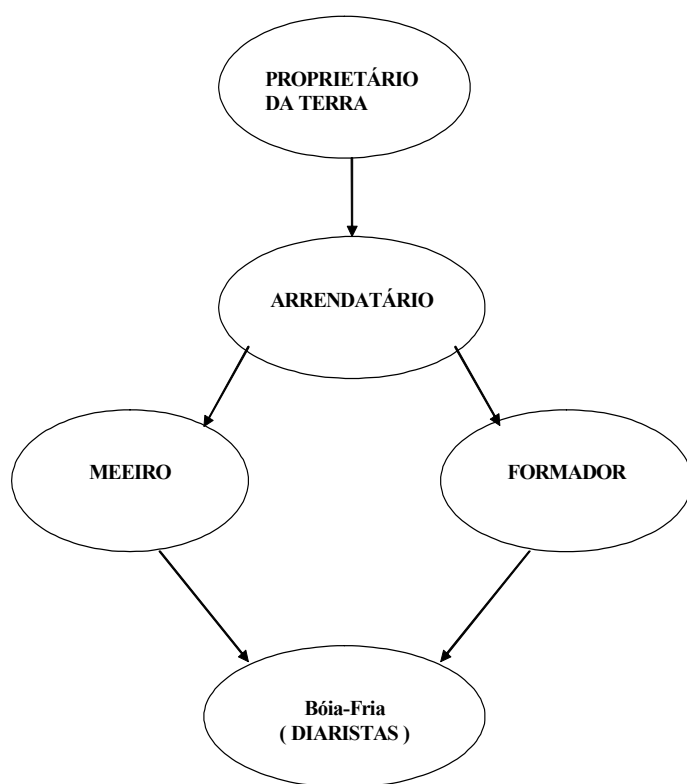 PROPRIETÁRIO
DA TERRA
ARRENDATÁRIO
MEEIRO
FORMADOR
Bóia-Fria
( DIARISTAS )